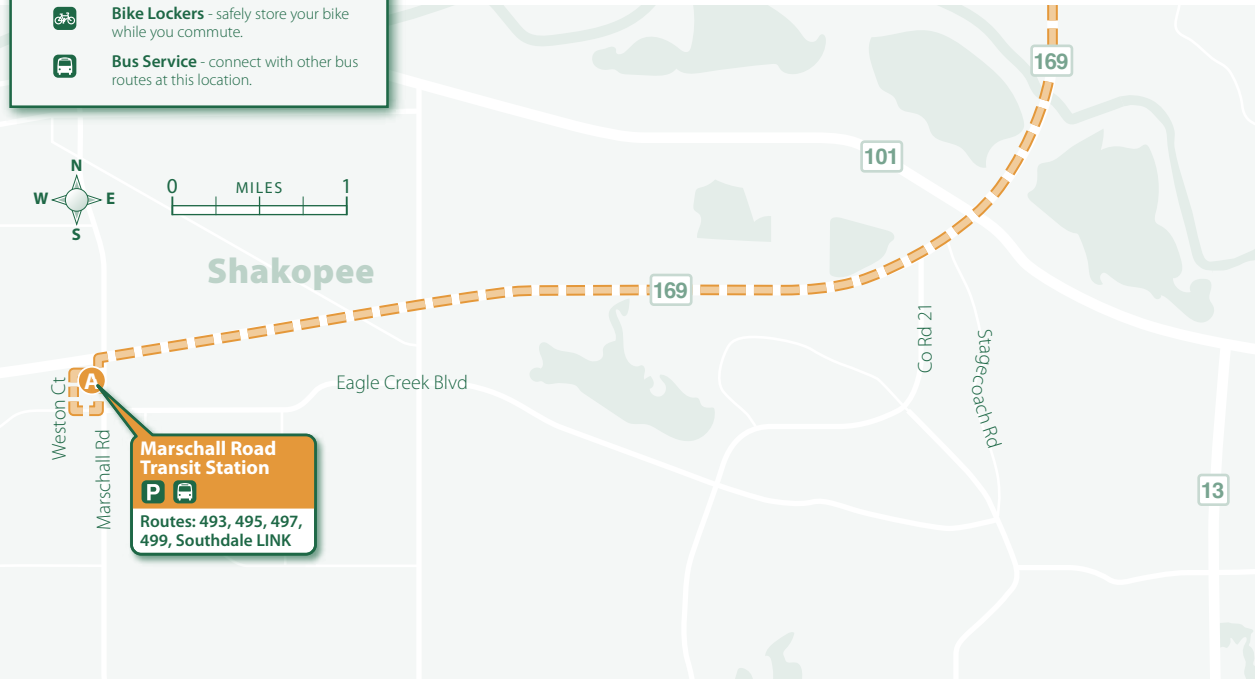 Bike Lockers - safely store your bike
while you commute.
Bus Service - connect with other bus
routes at this location.
169
101
N
W E
S
0 MILES 1
Shakopee
169
Co Rd 21
Stagecoach Rd
Eagle Creek Blvd
A
Weston Ct
Marschall Rd
Marschall Road
Transit Station
P
Routes: 493, 495, 497,
499, Southdale LINK
13